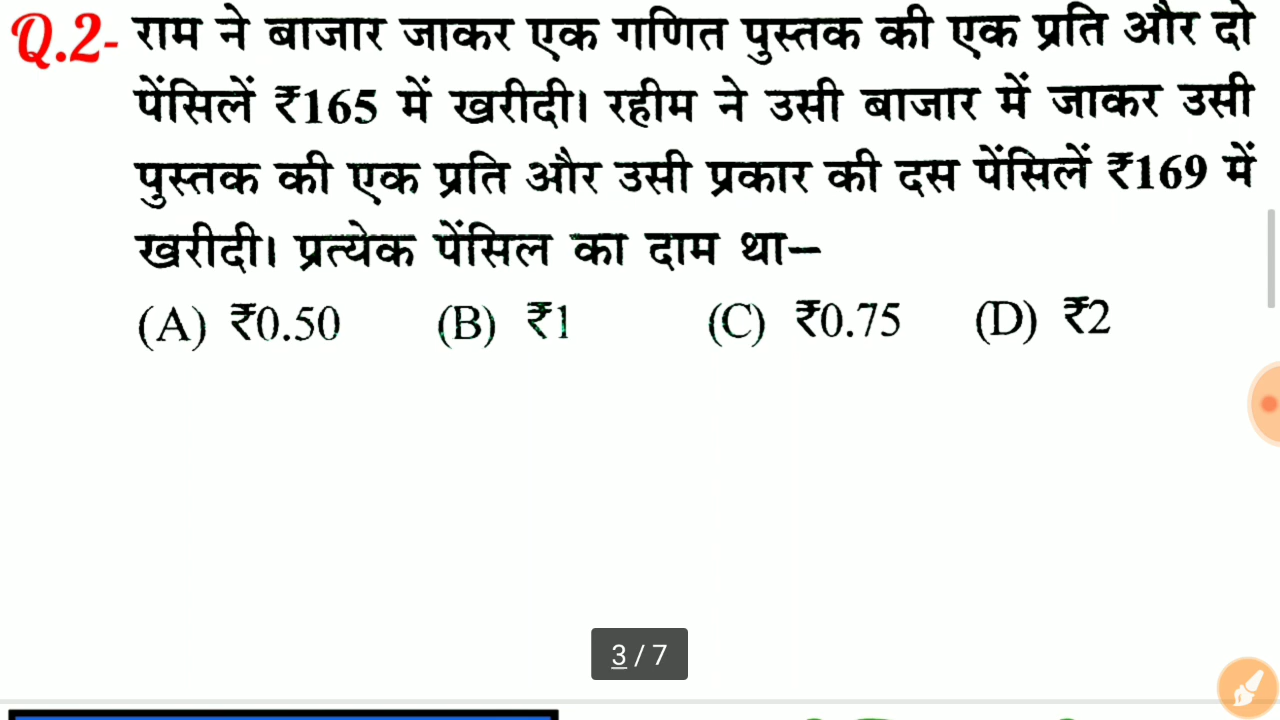 Q.2- राम ने बाजार जाकर एक गणित पुस्तक की एक प्रति और दो
पेंसिलें ₹165 में खरीदी। रहीम ने उसी बाजार में जाकर उसी
पुस्तक की एक प्रति और उसी प्रकार की दस पेंसिलें ₹169 में
खरीदी। प्रत्येक पेंसिल का दाम था–
(A) ₹0.50 (B) ₹1 (C) ₹0.75 (D) ₹2
3 / 7